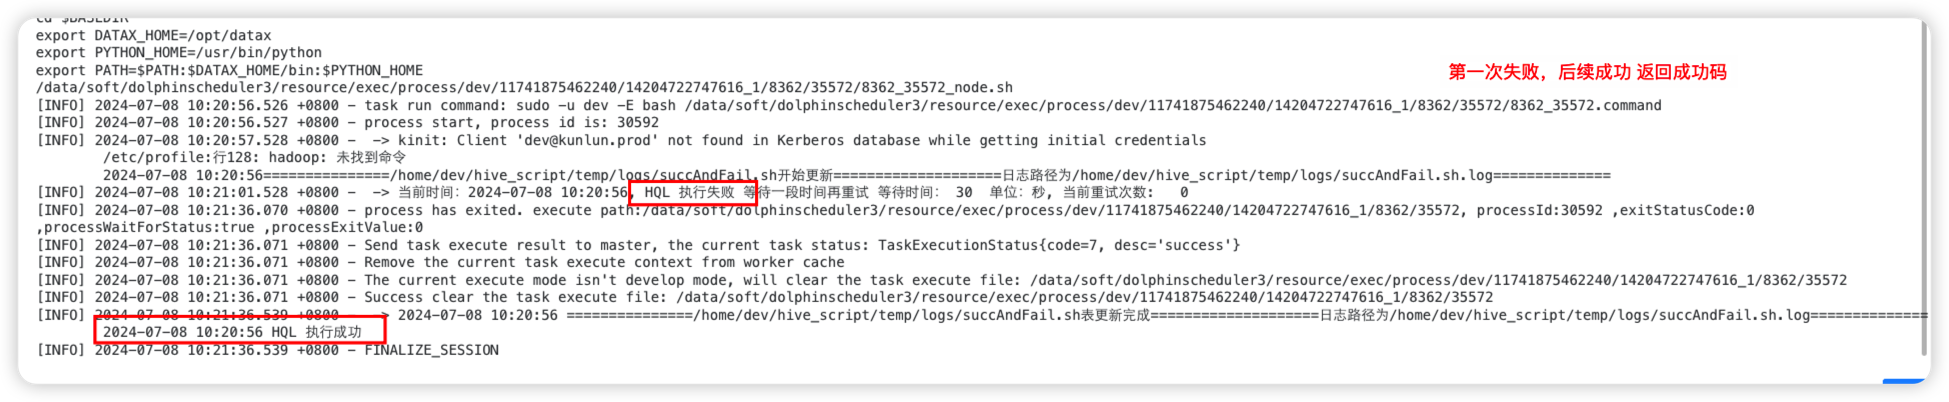 cd $BASEDIR
export DATAX_HOME=/opt/datax
export PYTHON_HOME=/usr/bin/python
export PATH=$PATH:$DATAX_HOME/bin:$PYTHON_HOME
第一次失败，后续成功 返回成功码
/data/soft/dolphinscheduler3/resource/exec/process/dev/11741875462240/14204722747616_1/8362/35572/8362_35572_node.sh
[INFO] 2024-07-08 10:20:56.526 +0800 - task run command: sudo -u dev -E bash /data/soft/dolphinscheduler3/resource/exec/process/dev/11741875462240/14204722747616_1/8362/35572/8362_35572.command
[INFO] 2024-07-08 10:20:56.527 +0800 - process start, process id is: 30592
[INFO] 2024-07-08 10:20:57.528 +0800 -  -> kinit: Client 'dev@kunlun.prod' not found in Kerberos database while getting initial credentials
/etc/profile:行128: hadoop: 未找到命令
2024-07-08 10:20:56===============/home/dev/hive_script/temp/logs/succAndFail.sh开始更新====================日志路径为/home/dev/hive_script/temp/logs/succAndFail.sh.log==============
[INFO] 2024-07-08 10:21:01.528 +0800 -  -> 当前时间：2024-07-08 10:20:56, HQL 执行失败 等待一段时间再重试 等待时间： 30  单位：秒, 当前重试次数:   0
[INFO] 2024-07-08 10:21:36.070 +0800 - process has exited. execute path:/data/soft/dolphinscheduler3/resource/exec/process/dev/11741875462240/14204722747616_1/8362/35572, processId:30592 ,exitStatusCode:0
,processWaitForStatus:true ,processExitValue:0
[INFO] 2024-07-08 10:21:36.071 +0800 - Send task execute result to master, the current task status: TaskExecutionStatus{code=7, desc='success'}
[INFO] 2024-07-08 10:21:36.071 +0800 - Remove the current task execute context from worker cache
[INFO] 2024-07-08 10:21:36.071 +0800 - The current execute mode isn't develop mode, will clear the task execute file: /data/soft/dolphinscheduler3/resource/exec/process/dev/11741875462240/14204722747616_1/8362/35572
[INFO] 2024-07-08 10:21:36.071 +0800 - Success clear the task execute file: /data/soft/dolphinscheduler3/resource/exec/process/dev/11741875462240/14204722747616_1/8362/35572
[INFO] 2024-07-08 10:21:36.539 +0800 -  -> 2024-07-08 10:20:56 ===============/home/dev/hive_script/temp/logs/succAndFail.sh表更新完成====================日志路径为/home/dev/hive_script/temp/logs/succAndFail.sh.log==============
2024-07-08 10:20:56 HQL 执行成功
[INFO] 2024-07-08 10:21:36.539 +0800 - FINALIZE_SESSION